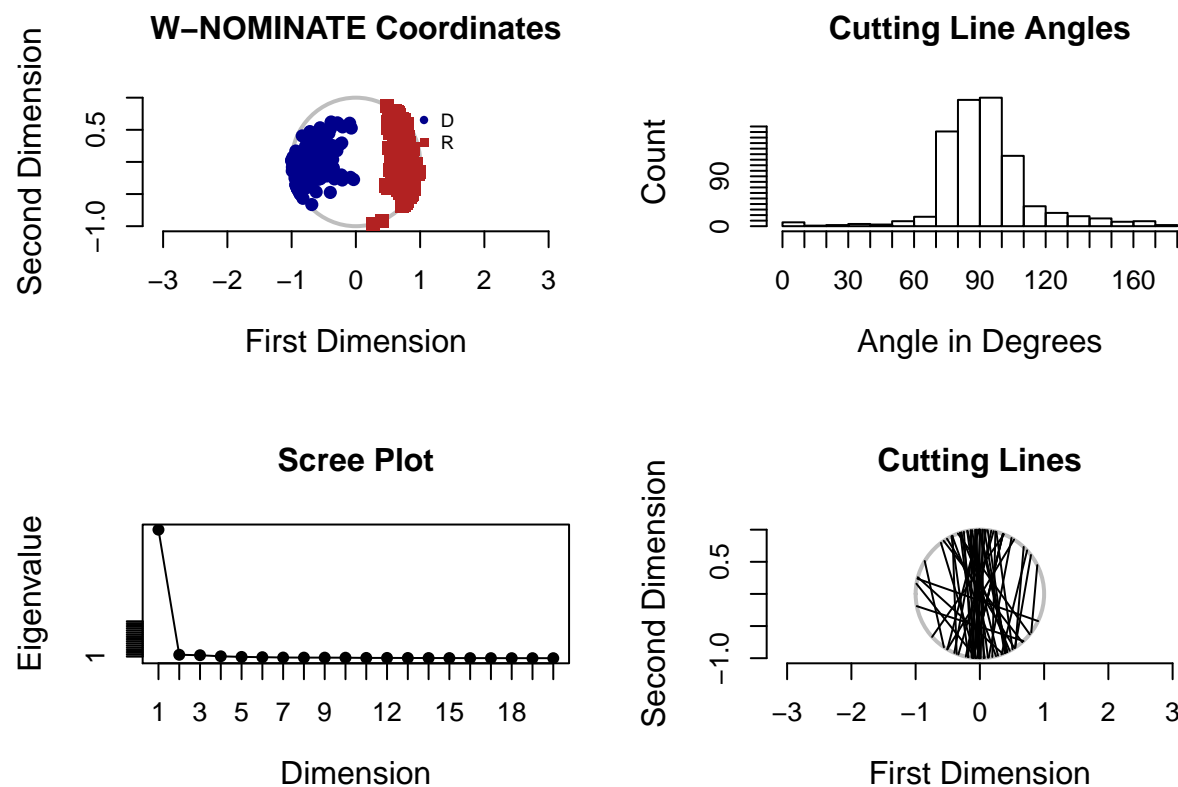 W−NOMINATE Coordinates
Second Dimension
0.5
−1.0
D
R
−3 −2 −1 0 1 2 3
First Dimension
Cutting Line Angles
Count
90
0
0 30 60 90 120 160
Angle in Degrees
Scree Plot
Eigenvalue
1
1 3 5 7 9 12 15 18
Dimension
Cutting Lines
Second Dimension
0.5
−1.0
−3 −2 −1 0 1 2 3
First Dimension